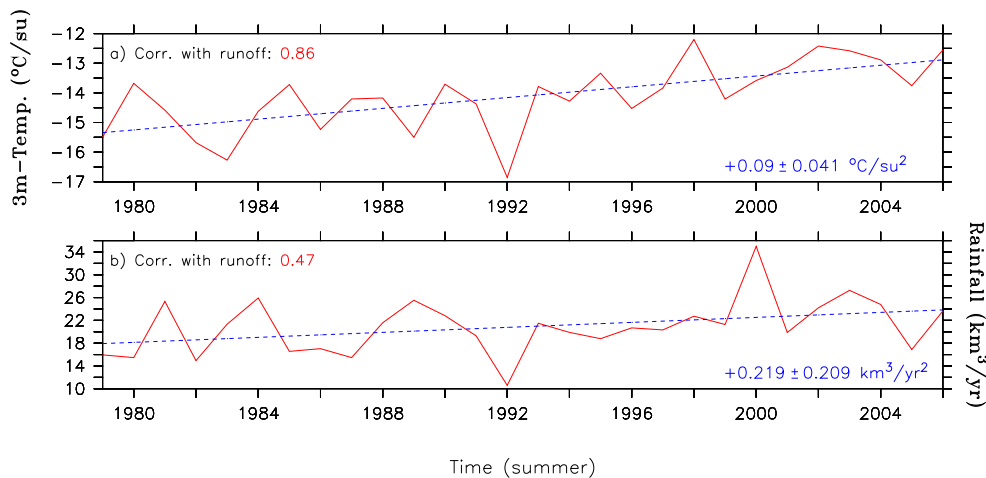 3m-Temp. (°C/su)
-12
-13
-14
-15
-16
-17
a) Corr. with runoff: 0.86
+0.09 ± 0.041 °C/su²
1980 1984 1988 1992 1996 2000 2004
34
30
26
22
18
14
10
b) Corr. with runoff: 0.47
+0.219 ± 0.209 km³/yr²
1980 1984 1988 1992 1996 2000 2004
Rainfall (km³/yr)
Time (summer)